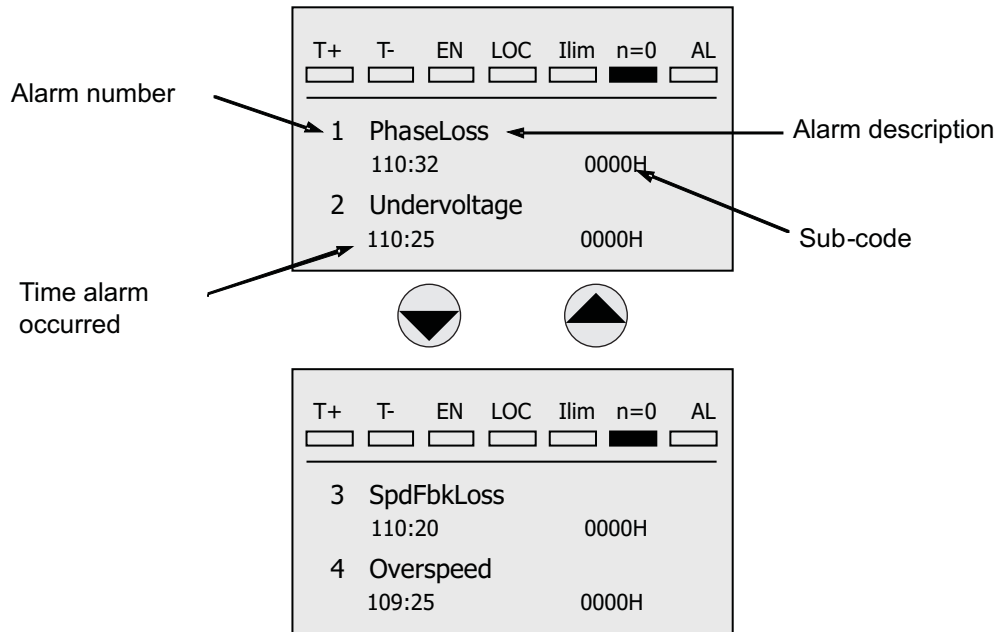 T+ T- EN LOC Ilim n=0 AL
Alarm number
1 PhaseLoss
Alarm description
110:32 0000H
2 Undervoltage
110:25 0000H
Sub-code
Time alarm
occurred
T+ T- EN LOC Ilim n=0 AL
3 SpdFbkLoss
110:20 0000H
4 Overspeed
109:25 0000H